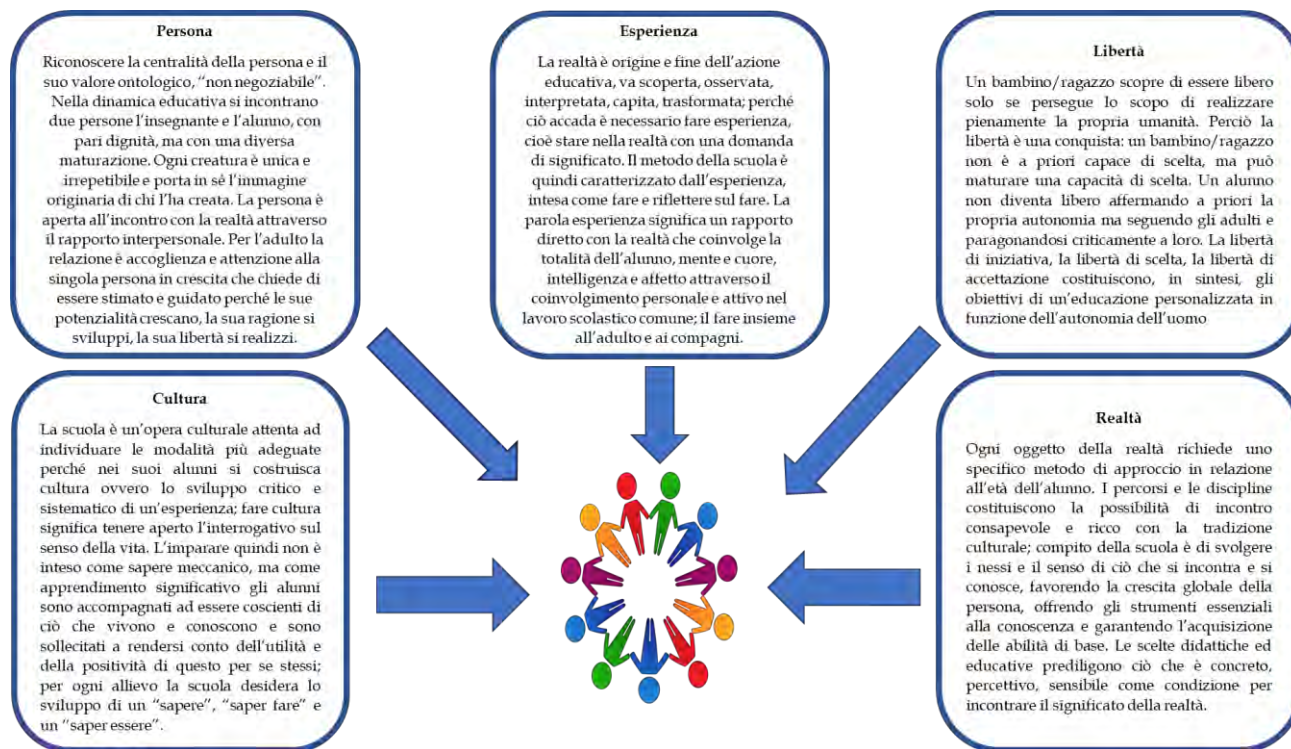 Persona
Riconoscere la centralità della persona e il
suo valore ontologico, “non negoziabile”.
Nella dinamica educativa si incontrano
due persone l’insegnante e l’alunno, con
pari dignità, ma con una diversa
maturazione. Ogni creatura è unica e
irrepetibile e porta in sé l’immagine
originaria di chi l’ha creata. La persona è
aperta all’incontro con la realtà attraverso
il rapporto interpersonale. Per l’adulto la
relazione è accoglienza e attenzione alla
singola persona in crescita che chiede di
essere stimato e guidato perché le sue
potenzialità crescano, la sua ragione si
sviluppi, la sua libertà si realizzi.
Esperienza
La realtà è origine e fine dell’azione
educativa, va scoperta, osservata,
interpretata, capita, trasformata; perché
ciò accada è necessario fare esperienza,
cioè stare nella realtà con una domanda
di significato. Il metodo della scuola è
quindi caratterizzato dall’esperienza,
intesa come fare e riflettere sul fare. La
parola esperienza significa un rapporto
diretto con la realtà che coinvolge la
totalità dell’alunno, mente e cuore,
intelligenza e affetto attraverso il
coinvolgimento personale e attivo nel
lavoro scolastico comune; il fare insieme
all’adulto e ai compagni.
Libertà
Un bambino/ragazzo scopre di essere libero
solo se persegue lo scopo di realizzare
pienamente la propria umanità. Perciò la
libertà è una conquista: un bambino/ragazzo
non è a priori capace di scelta, ma può
maturare una capacità di scelta. Un alunno
non diventa libero affermando a priori la
propria autonomia ma seguendo gli adulti e
paragonandosi criticamente a loro. La libertà
di iniziativa, la libertà di scelta, la libertà di
accettazione costituiscono, in sintesi, gli
obiettivi di un’educazione personalizzata in
funzione dell’autonomia dell’uomo
Cultura
La scuola è un’opera culturale attenta ad
individuare le modalità più adeguate
perché nei suoi alunni si costruisca
cultura ovvero lo sviluppo critico e
sistematico di un’esperienza; fare cultura
significa tenere aperto l’interrogativo sul
senso della vita. L’imparare quindi non è
inteso come sapere meccanico, ma come
apprendimento significativo gli alunni
sono accompagnati ad essere coscienti di
ciò che vivono e conoscono e sono
sollecitati a rendersi conto dell’utilità e
della positività di questo per se stessi;
per ogni allievo la scuola desidera lo
sviluppo di un “sapere”, “saper fare” e
un “saper essere”.
Realtà
Ogni oggetto della realtà richiede uno
specifico metodo di approccio in relazione
all’età dell’alunno. I percorsi e le discipline
costituiscono la possibilità di incontro
consapevole e ricco con la tradizione
culturale; compito della scuola è di svolgere
i nessi e il senso di ciò che si incontra e si
conosce, favorendo la crescita globale della
persona, offrendo gli strumenti essenziali
alla conoscenza e garantendo l’acquisizione
delle abilità di base. Le scelte didattiche ed
educative prediligono ciò che è concreto,
percettivo, sensibile come condizione per
incontrare il significato della realtà.